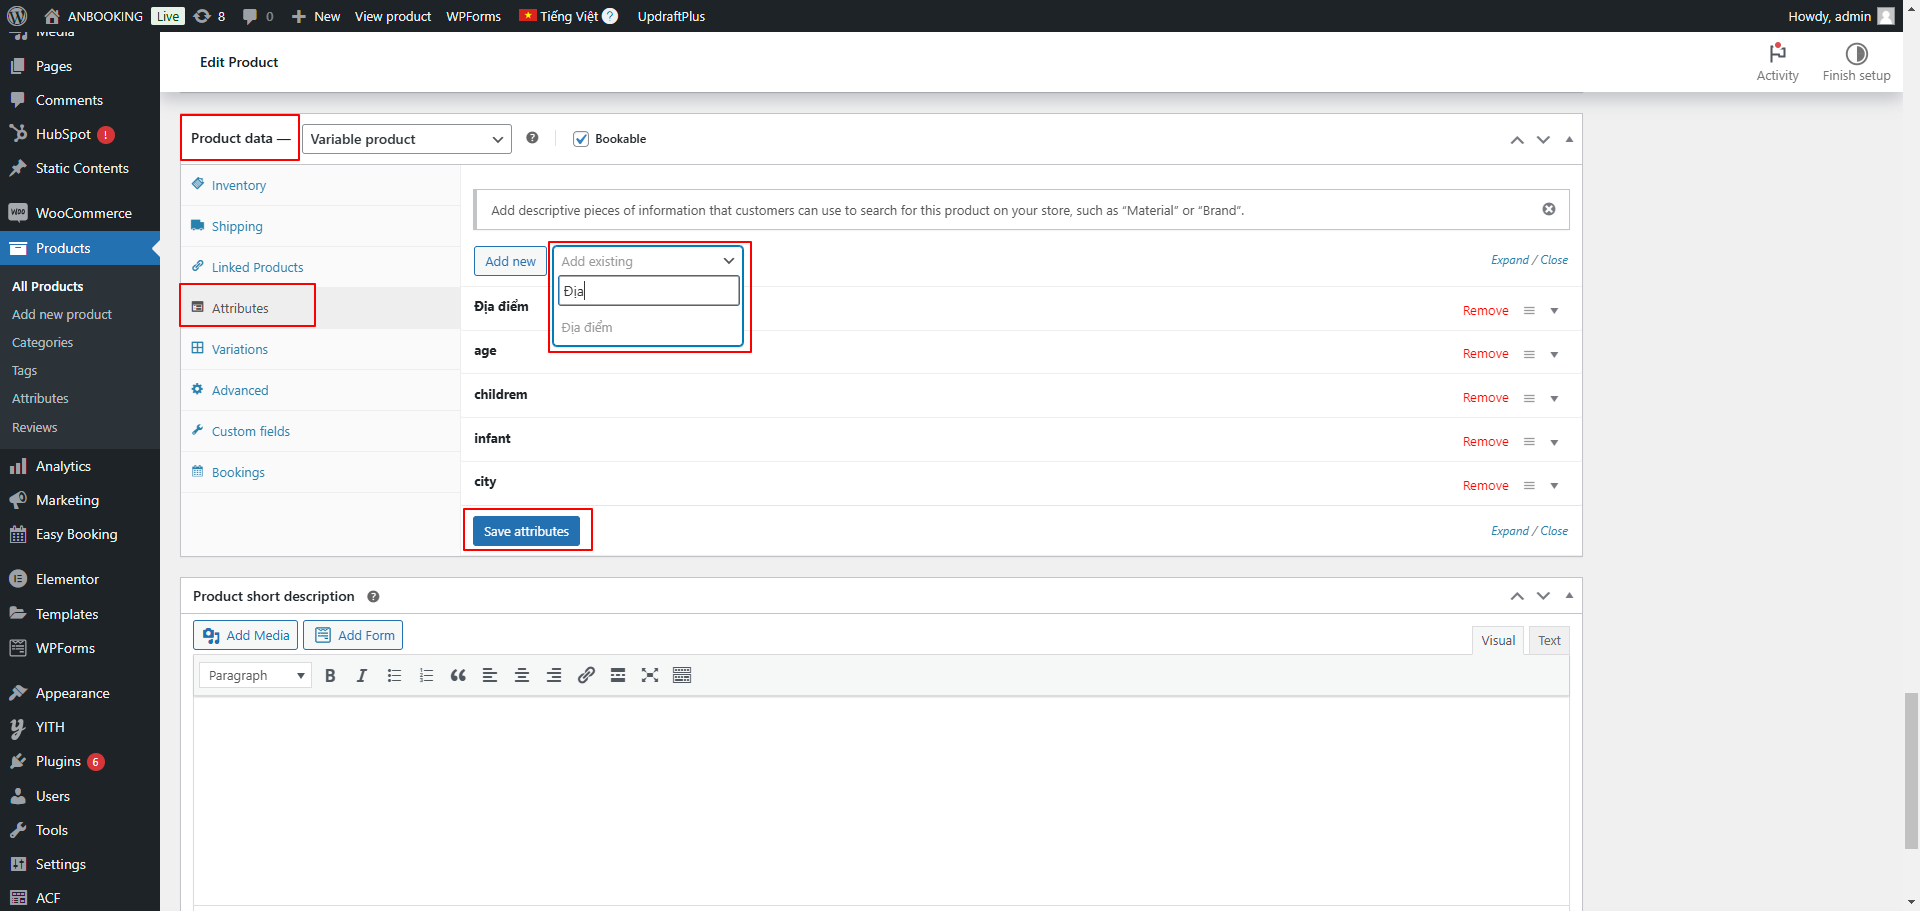 ANBOOKING Live 8 0 New View product WPForms Tiếng Việt ? UpdraftPlus Howdy, admin
Media
Pages
Comments
HubSpot !
Static Contents
WooCommerce
Products
All Products
Add new product
Categories
Tags
Attributes
Reviews
Analytics
Marketing
Easy Booking
Elementor
Templates
WPForms
Appearance
YITH
Plugins 6
Users
Tools
Settings
ACF
Edit Product
Activity
Finish setup
Product data — Variable product ? Bookable
Inventory
Shipping
Linked Products
Attributes
Variations
Advanced
Custom fields
Bookings
Add descriptive pieces of information that customers can use to search for this product on your store, such as “Material” or “Brand”.
Add new Add existing Expand / Close
Địa
Địa điểm
Địa điểm Remove
age Remove
childrem Remove
infant Remove
city Remove
Save attributes Expand / Close
Product short description ?
Add Media Add Form Visual Text
Paragraph B I